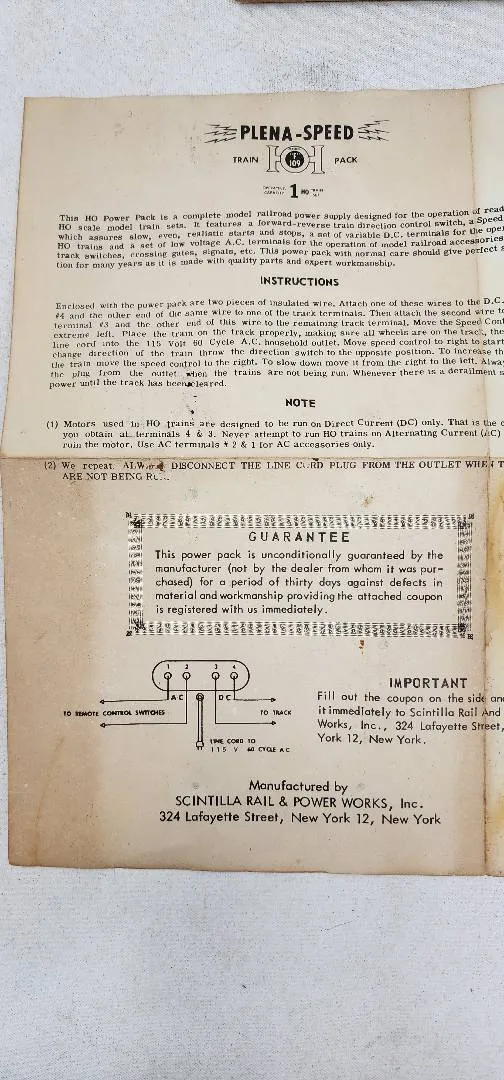 PLENA-SPEED
TRAIN HO 109 PACK
OPERATING CAPACITY 1 HO TRAIN SET
This HO Power Pack is a complete model railroad power supply designed for the operation of read
HO scale model train sets. It features a forward-reverse train direction control switch, a Speed
which assures slow, even, realistic starts and stops, a set of variable D.C. terminals for the ope
HO trains and a set of low voltage A.C. terminals for the operation of model railroad accessories
track switches, crossing gates, signals, etc. This power pack with normal care should give perfect s
tion for many years as it is made with quality parts and expert workmanship.
INSTRUCTIONS
Enclosed with the power pack are two pieces of insulated wire. Attach one of these wires to the D.C.
#4 and the other end of the same wire to one of the track terminals. Then attach the second wire to
terminal #3 and the other end of this wire to the remaining track terminal. Move the Speed Cont
extreme left. Place the train on the track properly, making sure all wheels are on the track, the
line cord into the 115 Volt 60 Cycle A.C. household outlet. Move speed control to right to start
change direction of the train throw the direction switch to the opposite position. To increase th
the train move the speed control to the right. To slow down move it from the right to the left. Alwa
the plug from the outlet when the trains are not being run. Whenever there is a derailment s
power until the track has been cleared.
NOTE
(1) Motors used in HO trains are designed to be run on Direct Current (DC) only. That is the c
you obtain at terminals 4 & 3. Never attempt to run HO trains on Alternating Current (AC)
ruin the motor. Use AC terminals # 2 & 1 for AC accessories only.
(2) We repeat. DISCONNECT THE LINE CORD PLUG FROM THE OUTLET WHEN T
ARE NOT BEING
GUARANTEE
This power pack is unconditionally guaranteed by the
manufacturer (not by the dealer from whom it was pur-
chased) for a period of thirty days against defects in
material and workmanship providing the attached coupon
is registered with us immediately.
1 2 3 4
AC DC
TO REMOTE CONTROL SWITCHES
TO TRACK
LINE CORD TO
115 V 60 CYCLE AC
IMPORTANT
Fill out the coupon on the side and
it immediately to Scintilla Rail And
Works, Inc., 324 Lafayette Street,
York 12, New York.
Manufactured by
SCINTILLA RAIL & POWER WORKS, Inc.
324 Lafayette Street, New York 12, New York